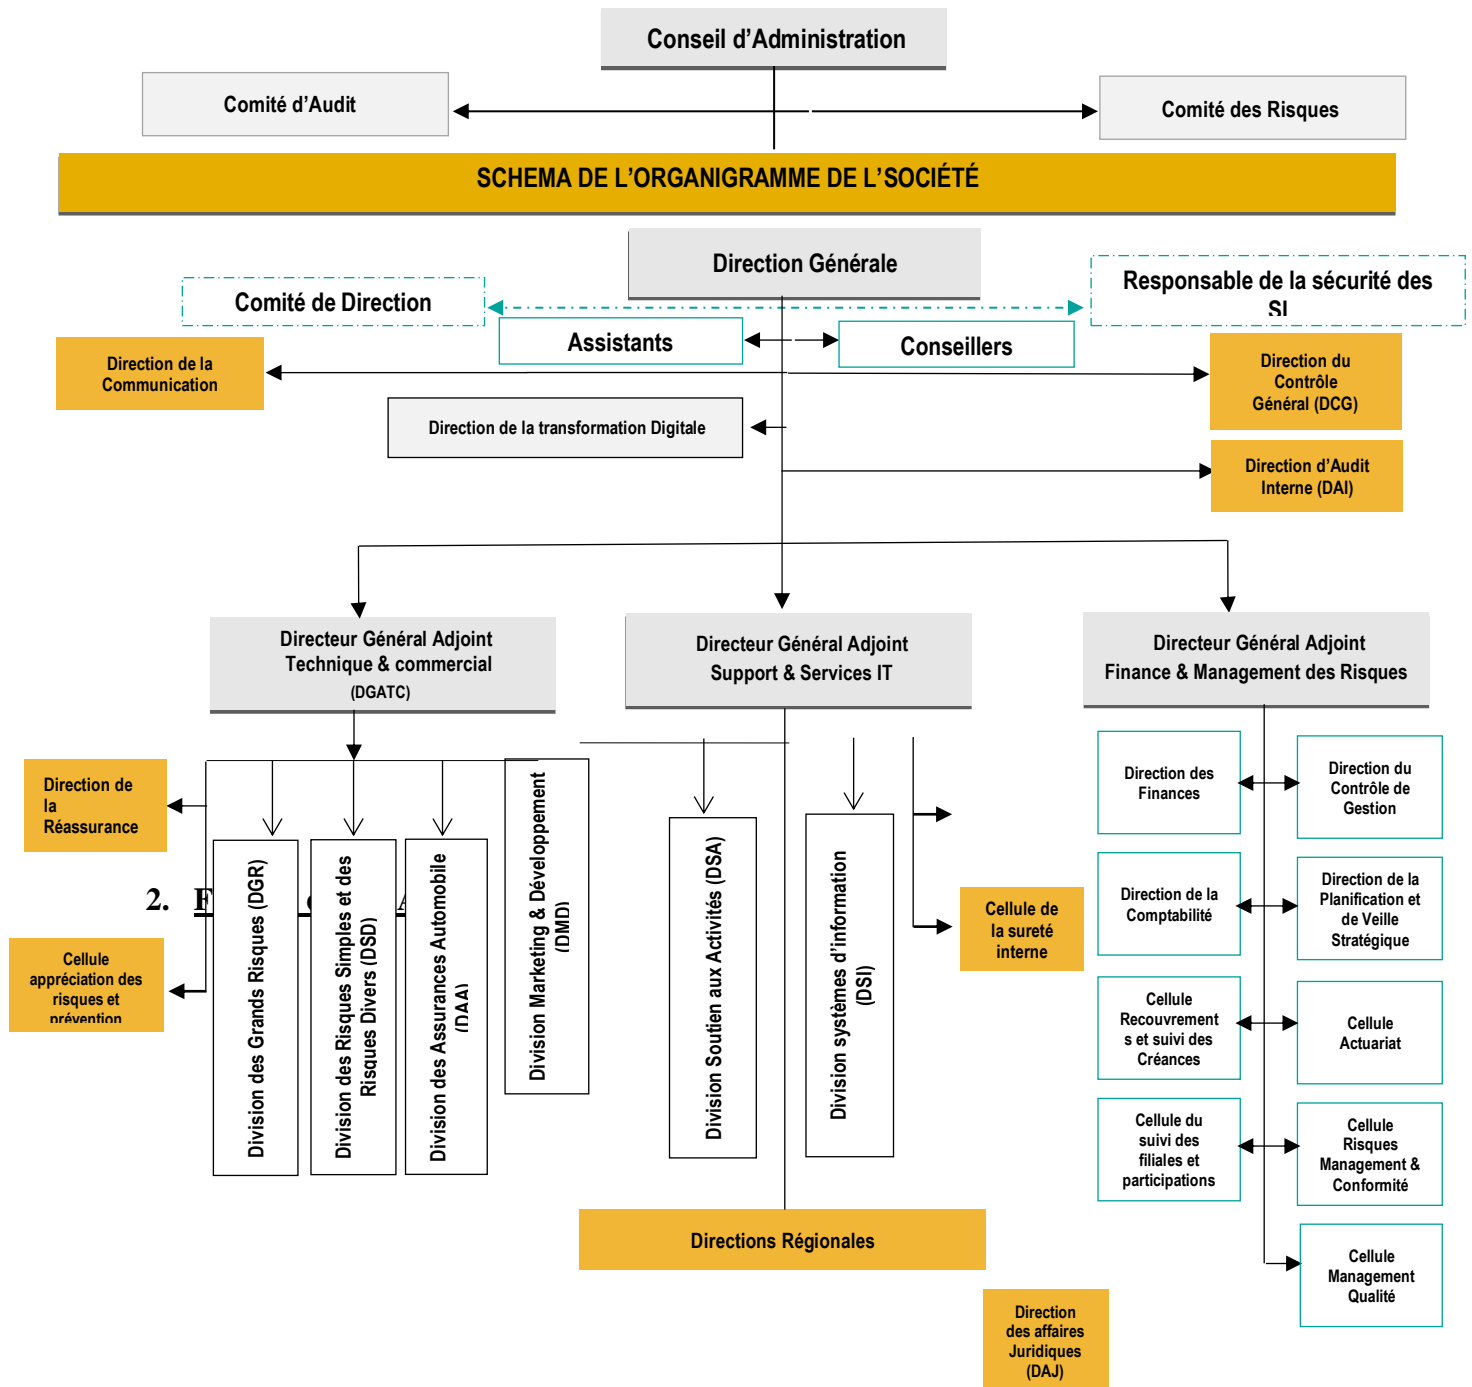 Conseil d’Administration
Comité d’Audit
Comité des Risques
SCHEMA DE L’ORGANIGRAMME DE L’SOCIÉTÉ
Direction Générale
Comité de Direction
Responsable de la sécurité des
SI
Assistants
Conseillers
Direction de la
Communication
Direction du
Contrôle
Général (DCG)
Direction de la transformation Digitale
Direction d’Audit
Interne (DAI)
Directeur Général Adjoint
Technique & commercial
(DGATC)
Directeur Général Adjoint
Support & Services IT
Directeur Général Adjoint
Finance & Management des Risques
Direction de
la
Réassurance
2.
Cellule
appréciation des
risques et
prévention
Division des Grands Risques (DGR)
Division des Risques Simples et des
Risques Divers (DSD)
Division des Assurances Automobile
(DAA)
Division Marketing & Développement
(DMD)
Division Soutien aux Activités (DSA)
Division systèmes d’information
(DSI)
Cellule de
la sureté
interne
Direction des
Finances
Direction du
Contrôle de
Gestion
Direction de la
Comptabilité
Direction de la
Planification et
de Veille
Stratégique
Cellule
Recouvrement
s et suivi des
Créances
Cellule
Actuariat
Cellule du
suivi des
filiales et
participations
Cellule
Risques
Management &
Conformité
Cellule
Management
Qualité
Directions Régionales
Direction
des affaires
Juridiques
(DAJ)